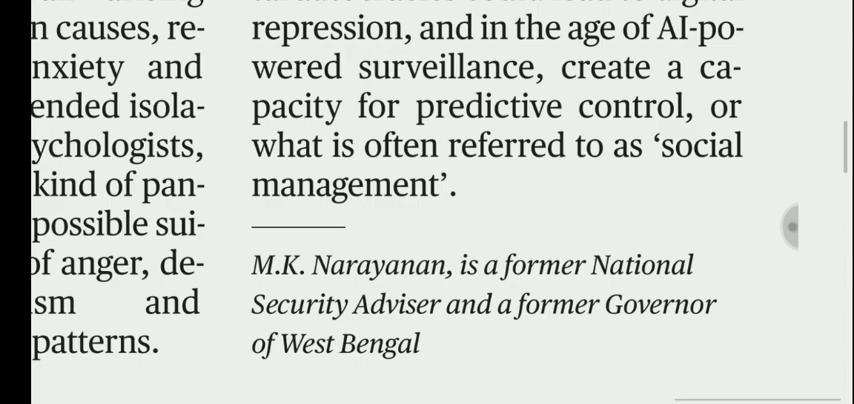 n causes, re-
nxiety and
ended isola-
ychologists,
kind of pan-
possible sui-
of anger, de-
ism and
patterns.
repression, and in the age of AI-po-
wered surveillance, create a ca-
pacity for predictive control, or
what is often referred to as ‘social
management’.
M.K. Narayanan, is a former National
Security Adviser and a former Governor
of West Bengal